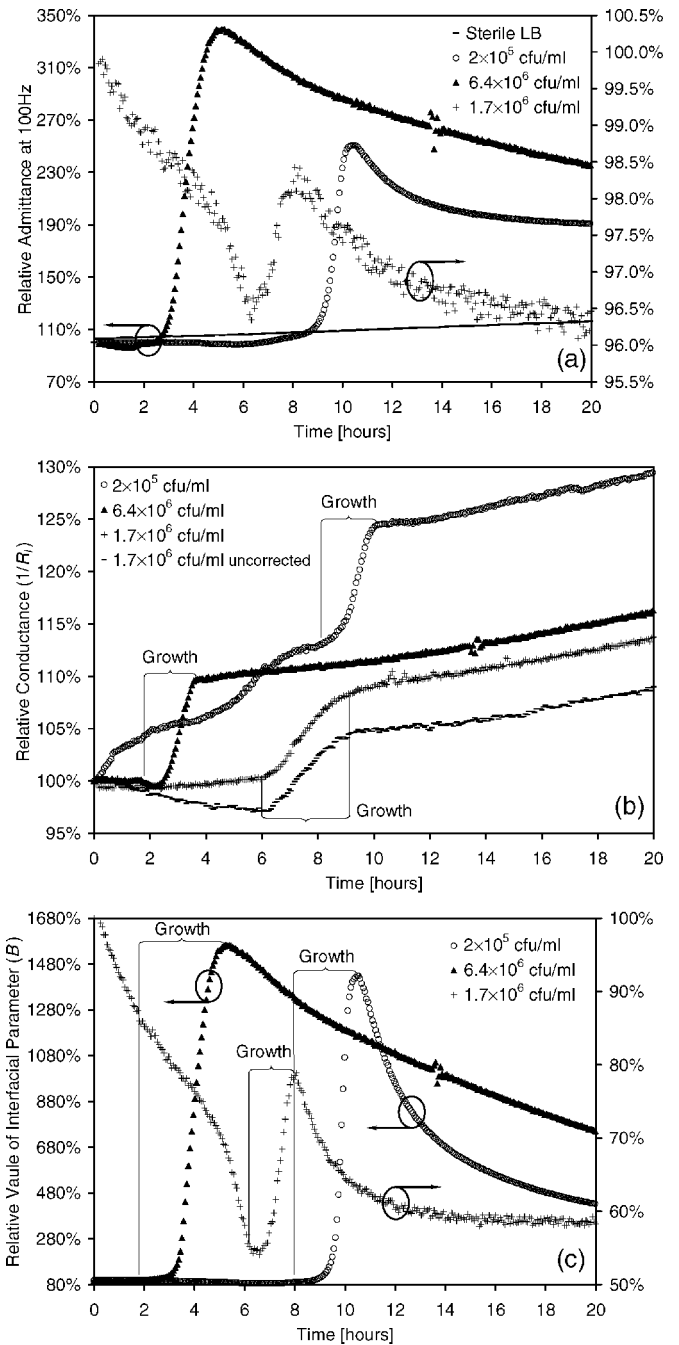 350%
310%
270%
230%
190%
150%
110%
70%
Relative Admittance at 100Hz
100.5%
100.0%
99.5%
99.0%
98.5%
98.0%
97.5%
97.0%
96.5%
96.0%
95.5%
Sterile LB
2×10⁵ cfu/ml
6.4×10⁶ cfu/ml
1.7×10⁶ cfu/ml
(a)
0 2 4 6 8 10 12 14 16 18 20
Time [hours]
130%
125%
120%
115%
110%
105%
100%
95%
Relative Conductance (1/Rᵢ)
2×10⁵ cfu/ml
6.4×10⁶ cfu/ml
1.7×10⁶ cfu/ml
1.7×10⁶ cfu/ml uncorrected
Growth
Growth
Growth
(b)
0 2 4 6 8 10 12 14 16 18 20
Time [hours]
1680%
1480%
1280%
1080%
880%
680%
480%
280%
80%
Relative Vaule of Interfacial Parameter (B)
100%
90%
80%
70%
60%
50%
Growth
Growth
Growth
2×10⁵ cfu/ml
6.4×10⁶ cfu/ml
1.7×10⁶ cfu/ml
(c)
0 2 4 6 8 10 12 14 16 18 20
Time [hours]